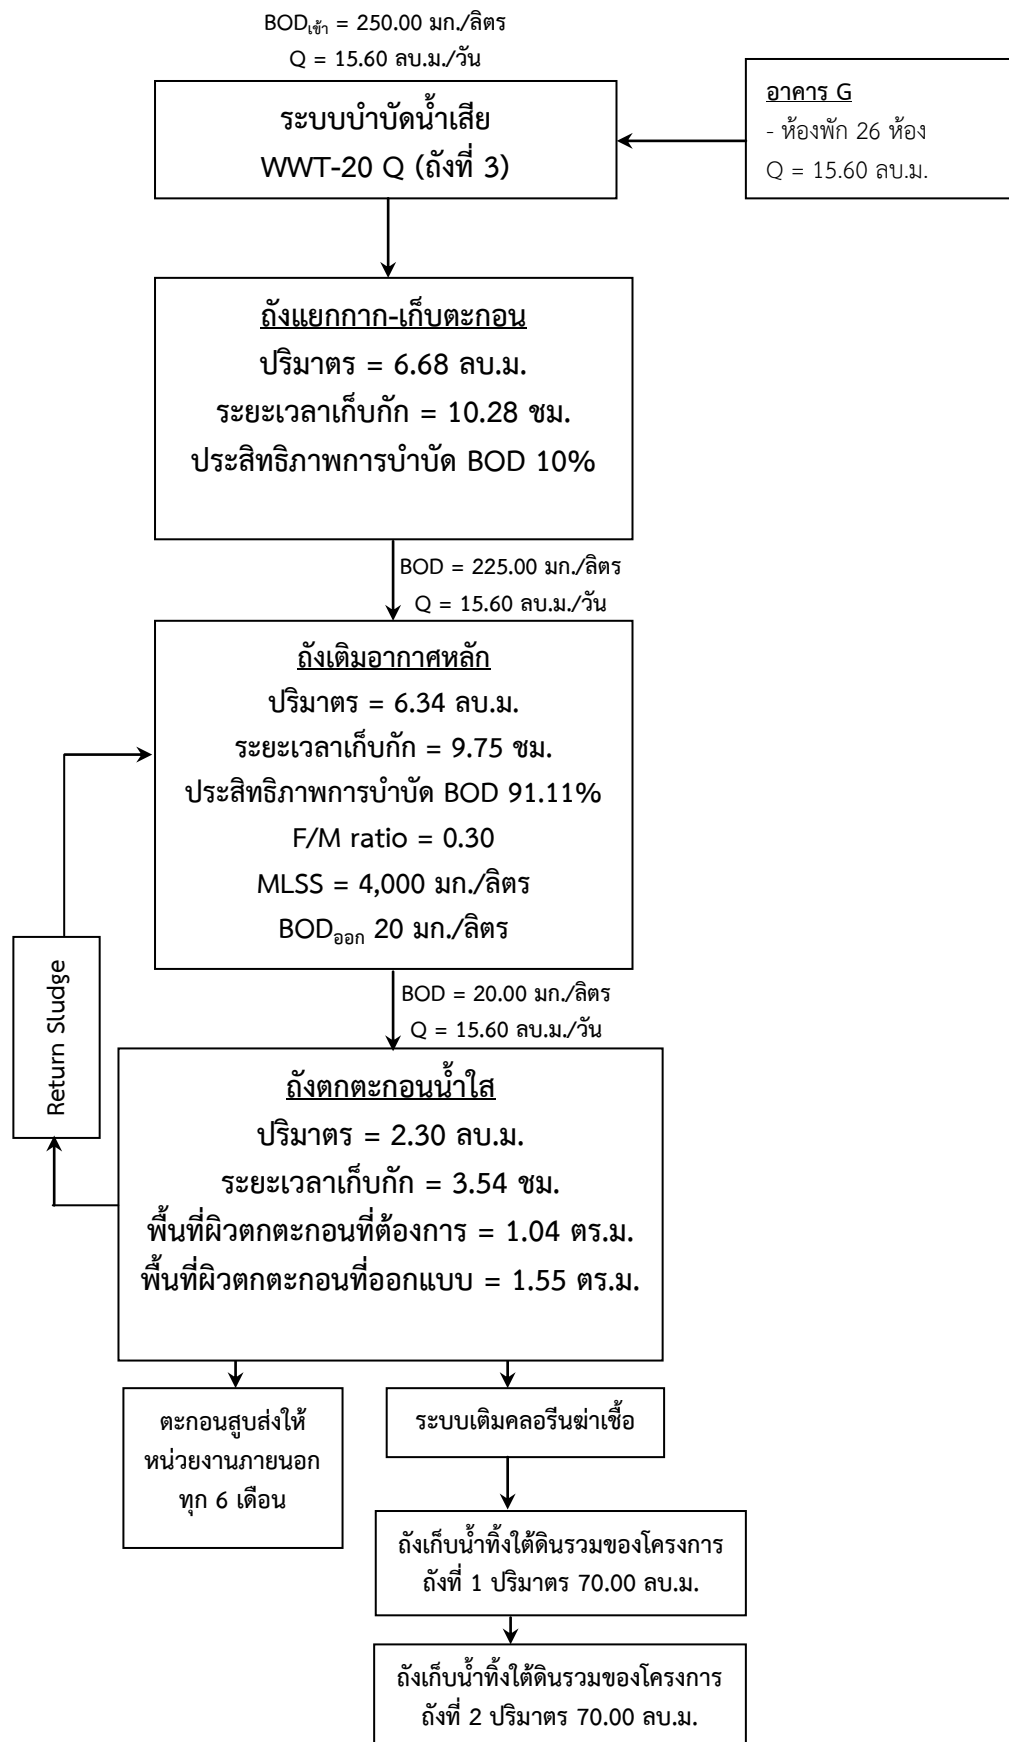 BODเข้า = 250.00 มก./ลิตร
Q = 15.60 ลบ.ม./วัน
ระบบบำบัดน้ำเสีย
WWT-20 Q (ถังที่ 3)
อาคาร G
- ห้องพัก 26 ห้อง
Q = 15.60 ลบ.ม.
ถังแยกกาก-เก็บตะกอน
ปริมาตร = 6.68 ลบ.ม.
ระยะเวลาเก็บกัก = 10.28 ชม.
ประสิทธิภาพการบำบัด BOD 10%
BOD = 225.00 มก./ลิตร
Q = 15.60 ลบ.ม./วัน
ถังเติมอากาศหลัก
ปริมาตร = 6.34 ลบ.ม.
ระยะเวลาเก็บกัก = 9.75 ชม.
ประสิทธิภาพการบำบัด BOD 91.11%
F/M ratio = 0.30
MLSS = 4,000 มก./ลิตร
BODออก 20 มก./ลิตร
Return Sludge
BOD = 20.00 มก./ลิตร
Q = 15.60 ลบ.ม./วัน
ถังตกตะกอนน้ำใส
ปริมาตร = 2.30 ลบ.ม.
ระยะเวลาเก็บกัก = 3.54 ชม.
พื้นที่ผิวตกตะกอนที่ต้องการ = 1.04 ตร.ม.
พื้นที่ผิวตกตะกอนที่ออกแบบ = 1.55 ตร.ม.
ตะกอนสูบส่งให้
หน่วยงานภายนอก
ทุก 6 เดือน
ระบบเติมคลอรีนฆ่าเชื้อ
ถังเก็บน้ำทิ้งใต้ดินรวมของโครงการ
ถังที่ 1 ปริมาตร 70.00 ลบ.ม.
ถังเก็บน้ำทิ้งใต้ดินรวมของโครงการ
ถังที่ 2 ปริมาตร 70.00 ลบ.ม.